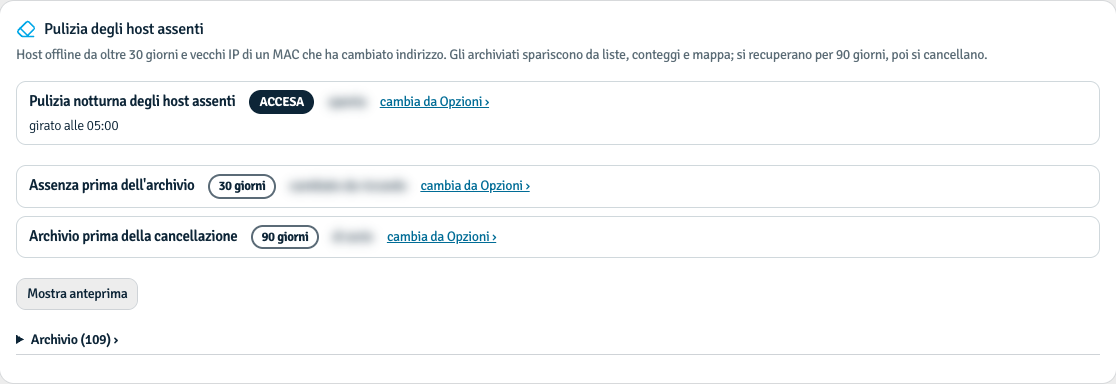 Pulizia degli host assenti
Host offline da oltre 30 giorni e vecchi IP di un MAC che ha cambiato indirizzo. Gli archiviati spariscono da liste, conteggi e mappa; si recuperano per 90 giorni, poi si cancellano.
Pulizia notturna degli host assenti ACCESA cambia da Opzioni ›
girato alle 05:00
Assenza prima dell'archivio 30 giorni cambia da Opzioni ›
Archivio prima della cancellazione 90 giorni cambia da Opzioni ›
Mostra anteprima
Archivio (109) ›